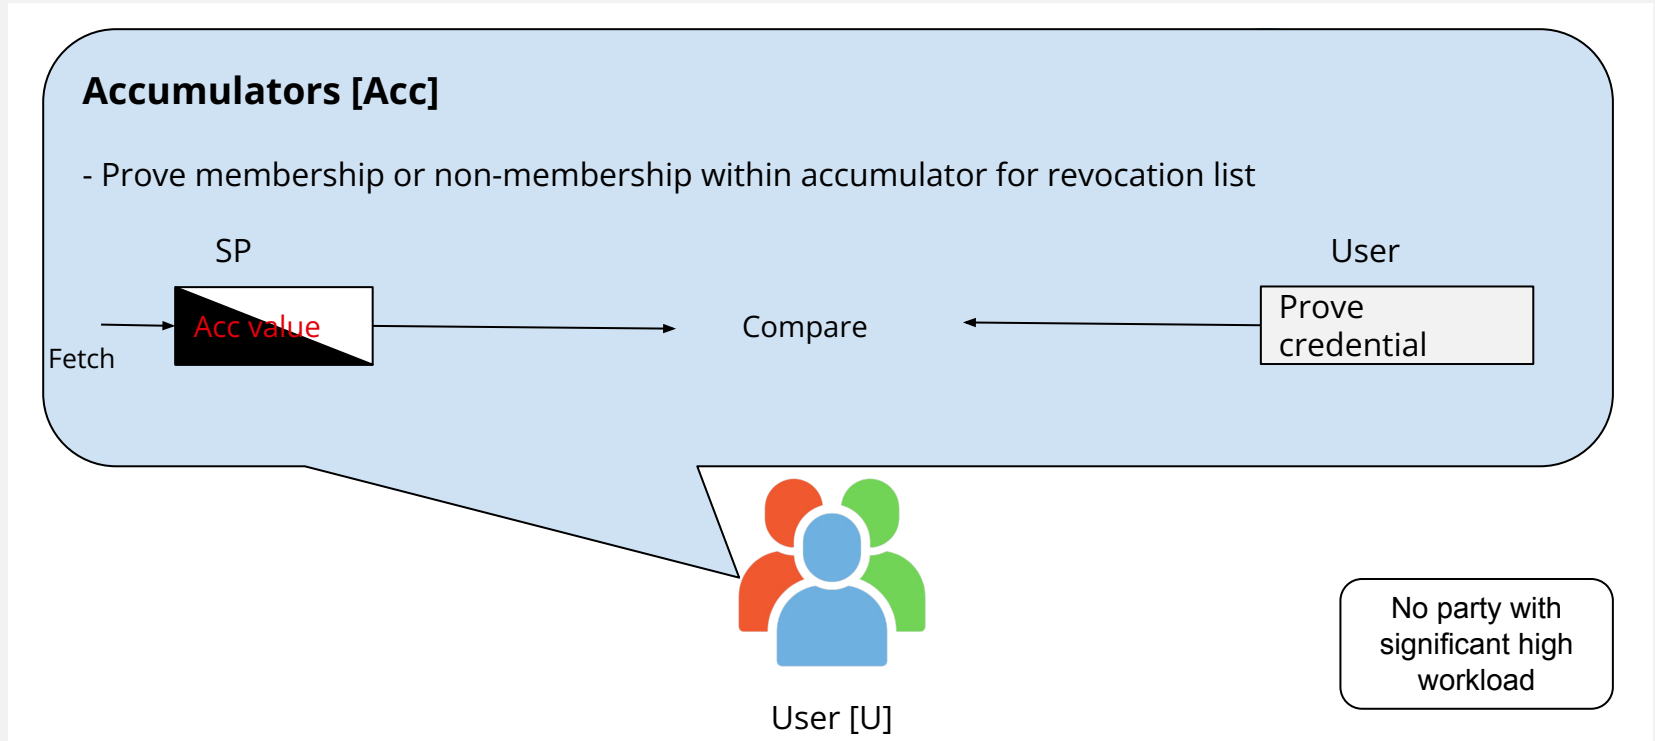 Accumulators [Acc]
- Prove membership or non-membership within accumulator for revocation list
SP
User
Fetch
Acc value
Compare
Prove
credential
User [U]
No party with
significant high
workload